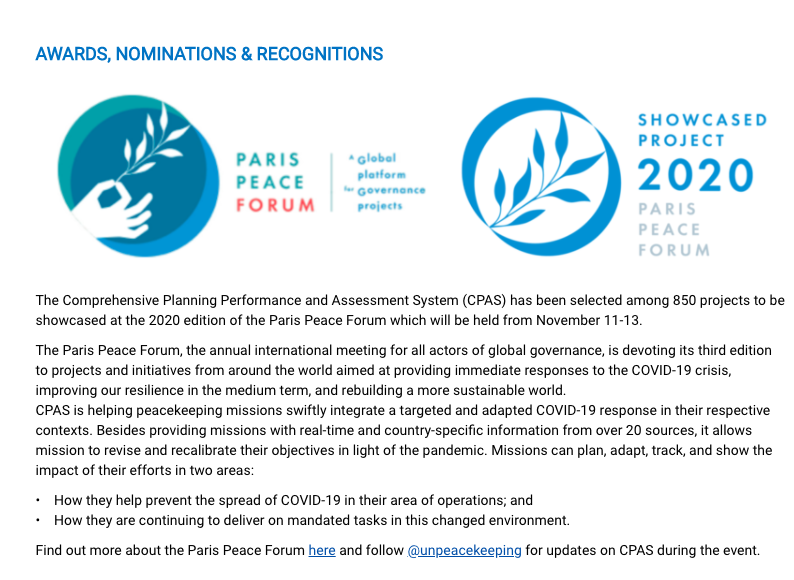 AWARDS, NOMINATIONS & RECOGNITIONS
PARIS
PEACE
FORUM
A Global
platform
for Governance
projects
SHOWCASED
PROJECT
2020
PARIS
PEACE
FORUM
The Comprehensive Planning Performance and Assessment System (CPAS) has been selected among 850 projects to be
showcased at the 2020 edition of the Paris Peace Forum which will be held from November 11-13.
The Paris Peace Forum, the annual international meeting for all actors of global governance, is devoting its third edition
to projects and initiatives from around the world aimed at providing immediate responses to the COVID-19 crisis,
improving our resilience in the medium term, and rebuilding a more sustainable world.
CPAS is helping peacekeeping missions swiftly integrate a targeted and adapted COVID-19 response in their respective
contexts. Besides providing missions with real-time and country-specific information from over 20 sources, it allows
mission to revise and recalibrate their objectives in light of the pandemic. Missions can plan, adapt, track, and show the
impact of their efforts in two areas:
• How they help prevent the spread of COVID-19 in their area of operations; and
• How they are continuing to deliver on mandated tasks in this changed environment.
Find out more about the Paris Peace Forum here and follow @unpeacekeeping for updates on CPAS during the event.